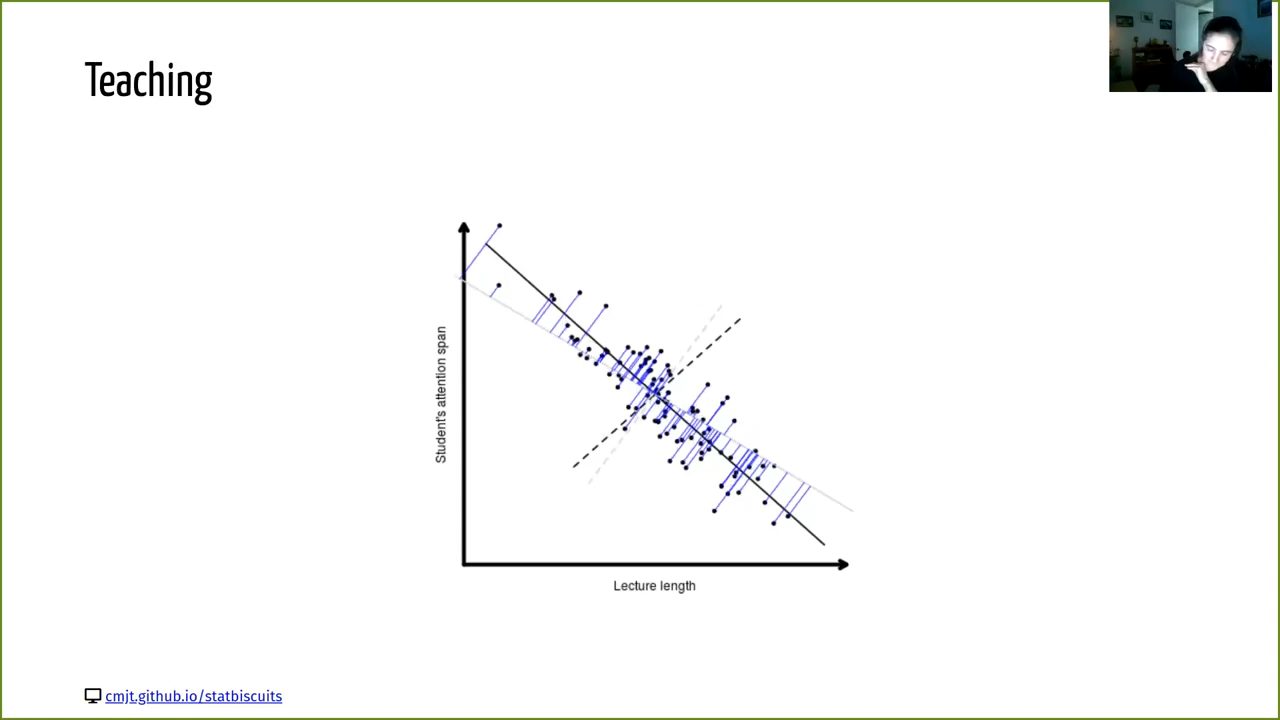 Teaching
Student's attention span
Lecture length
cmjt.github.io/statbiscuits